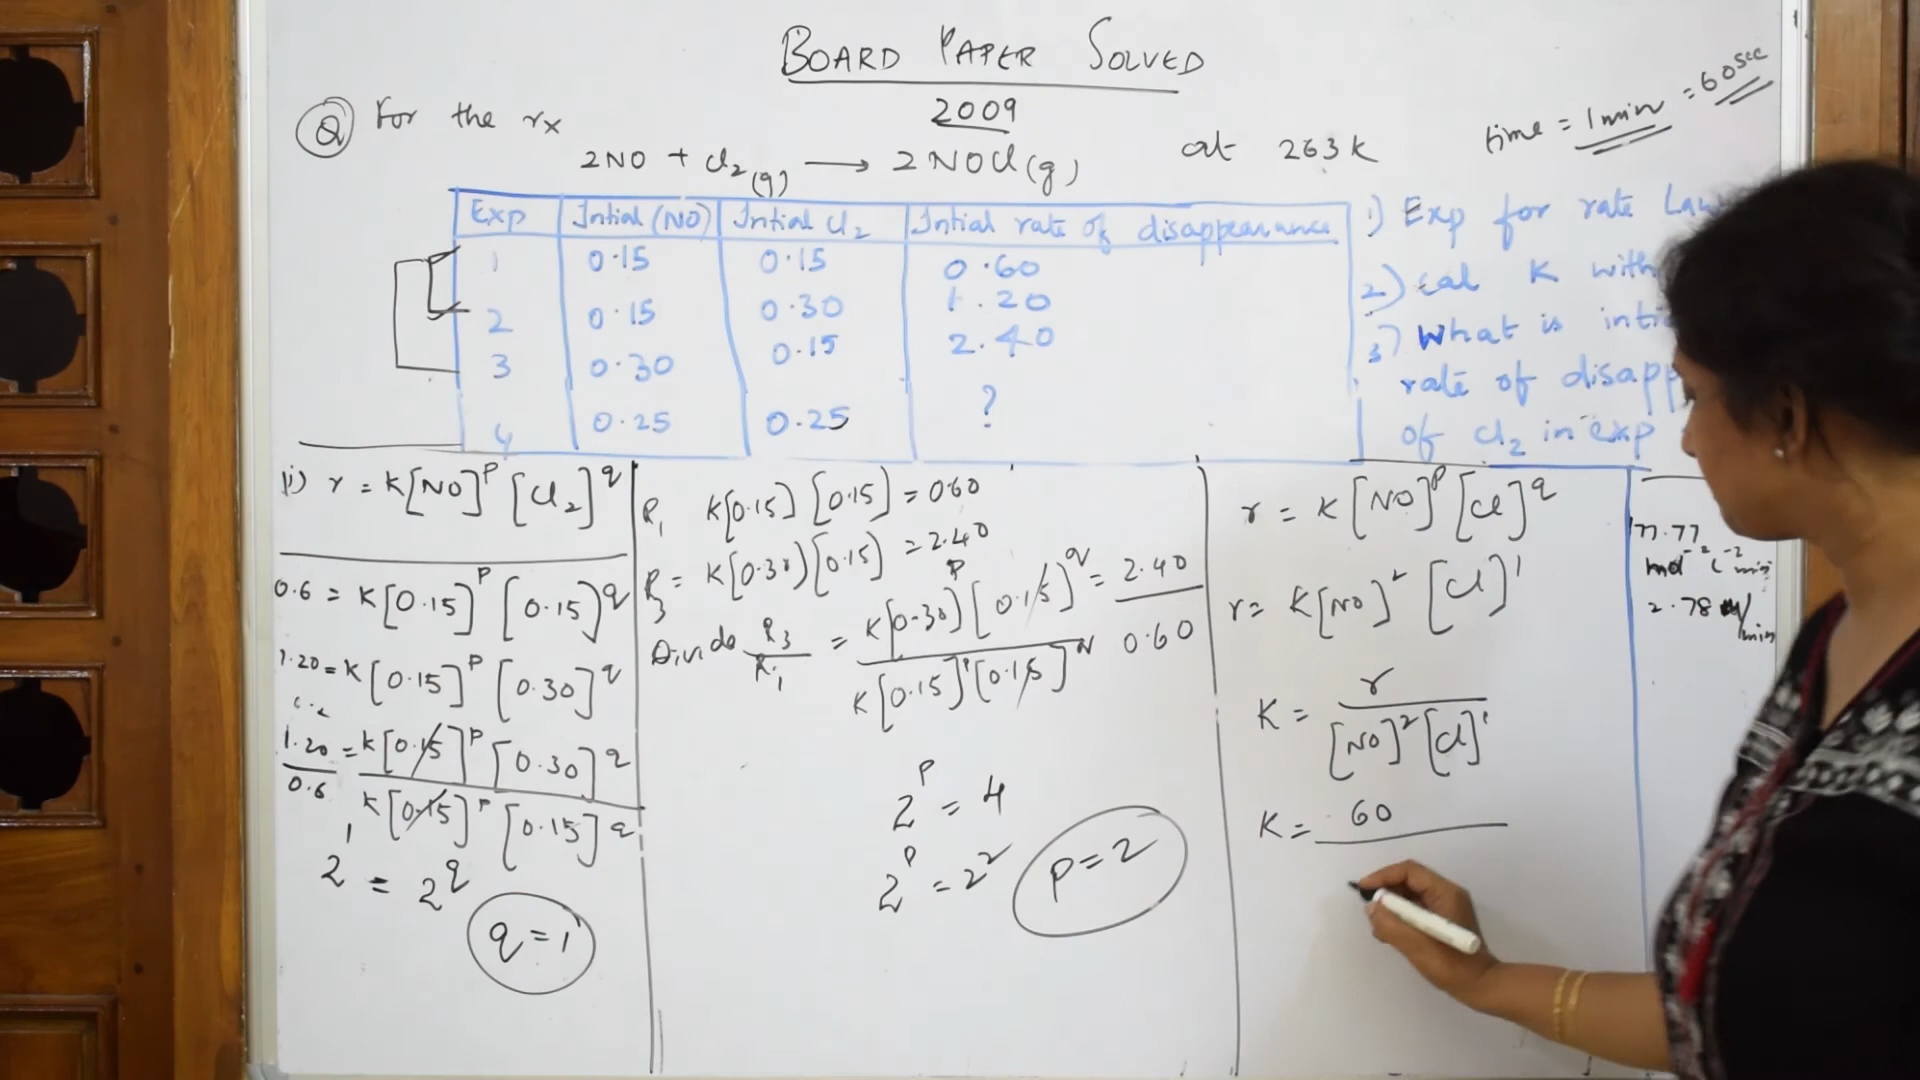 BOARD PAPER SOLVED
2009
time = 1 min = 60 sec
Q For the rx
2NO + Cl2(g) ⟶ 2NOCl(g) at 263 K
Exp Intial (NO) Intial Cl2 Intial rate of disappearance
1 0.15 0.15 0.60
2 0.15 0.30 1.20
3 0.30 0.15 2.40
4 0.25 0.25 ?
1) Exp for rate Law
2) cal K with
3) What is
rate of
of Cl2 in exp
r = K[NO]^p [Cl2]^q
0.6 = K[0.15]^p [0.15]^q
1.20 = K[0.15]^p [0.30]^q
1.20/0.6 = K[0.15]^p [0.30]^q / K[0.15]^p [0.15]^q
2^1 = 2^q
q = 1
R1 K[0.15] [0.15] = 0.60
R3 = K[0.30) [0.15] = 2.40
Divide R3/R1 = K[0.30)^p [0.15]^q / K[0.15]^p [0.15]^q = 2.40/0.60
2^p = 4
2^p = 2^2
p = 2
r = K [NO]^p [Cl]^q
r = K [NO]^2 [Cl]^1
K = r / [NO]^2 [Cl]^1
K = .60
177.77
2.78
min